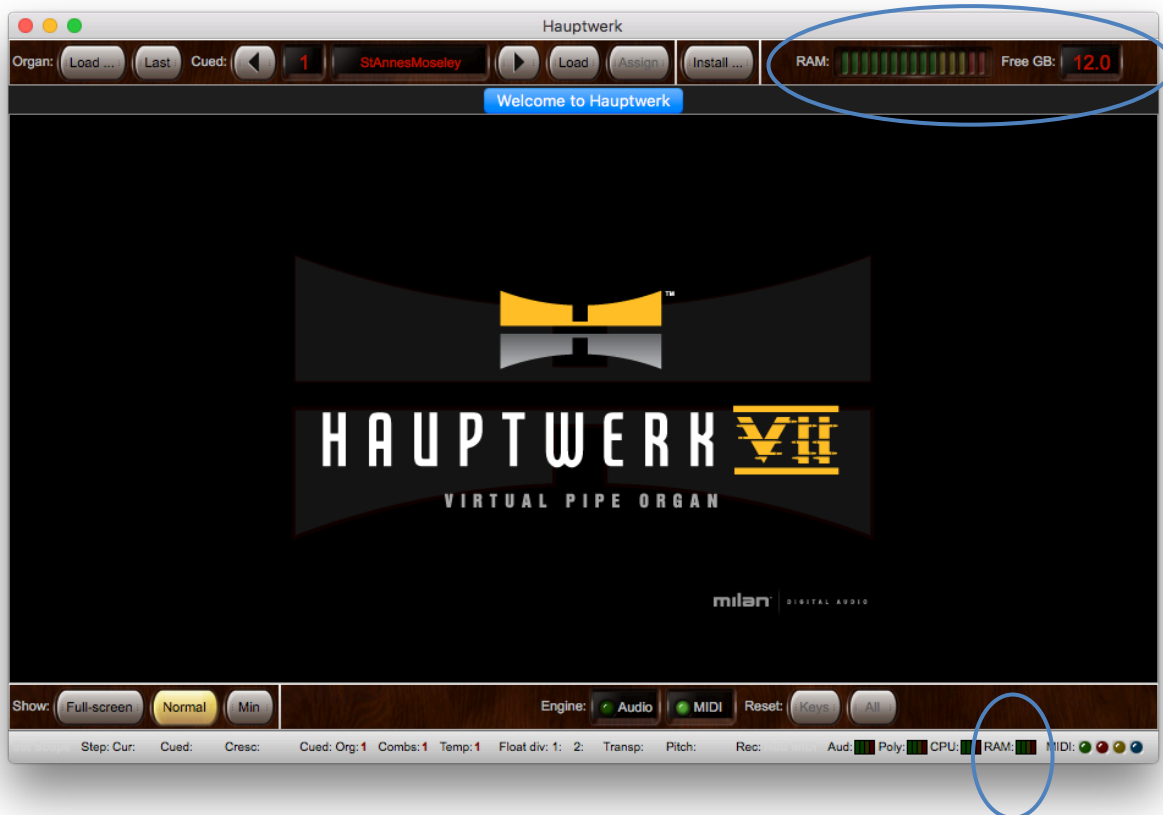 Hauptwerk
Organ: Load ... Last Cued: 1 StAnnesMoseley Load Assign Install ... RAM: Free GB: 12.0
Welcome to Hauptwerk
TM
HAUPTWERK VII
VIRTUAL PIPE ORGAN
milan DIGITAL AUDIO
Show: Full-screen Normal Min Engine: Audio MIDI Reset: Keys All
Step: Cur: Cued: Cresc: Cued: Org: 1 Combs: 1 Temp: 1 Float div: 1: 2: Transp: Pitch: Rec: Aud: Poly: CPU: RAM: MIDI: